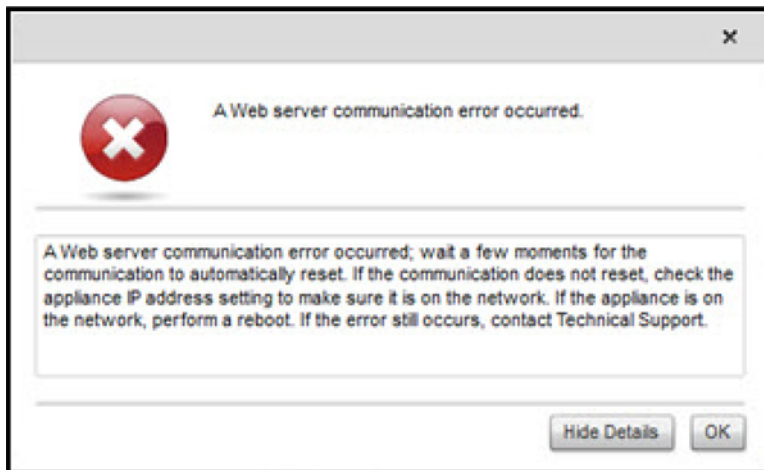 A Web server communication error occurred.
A Web server communication error occurred; wait a few moments for the
communication to automatically reset. If the communication does not reset, check the
appliance IP address setting to make sure it is on the network. If the appliance is on
the network, perform a reboot. If the error still occurs, contact Technical Support.
Hide Details OK